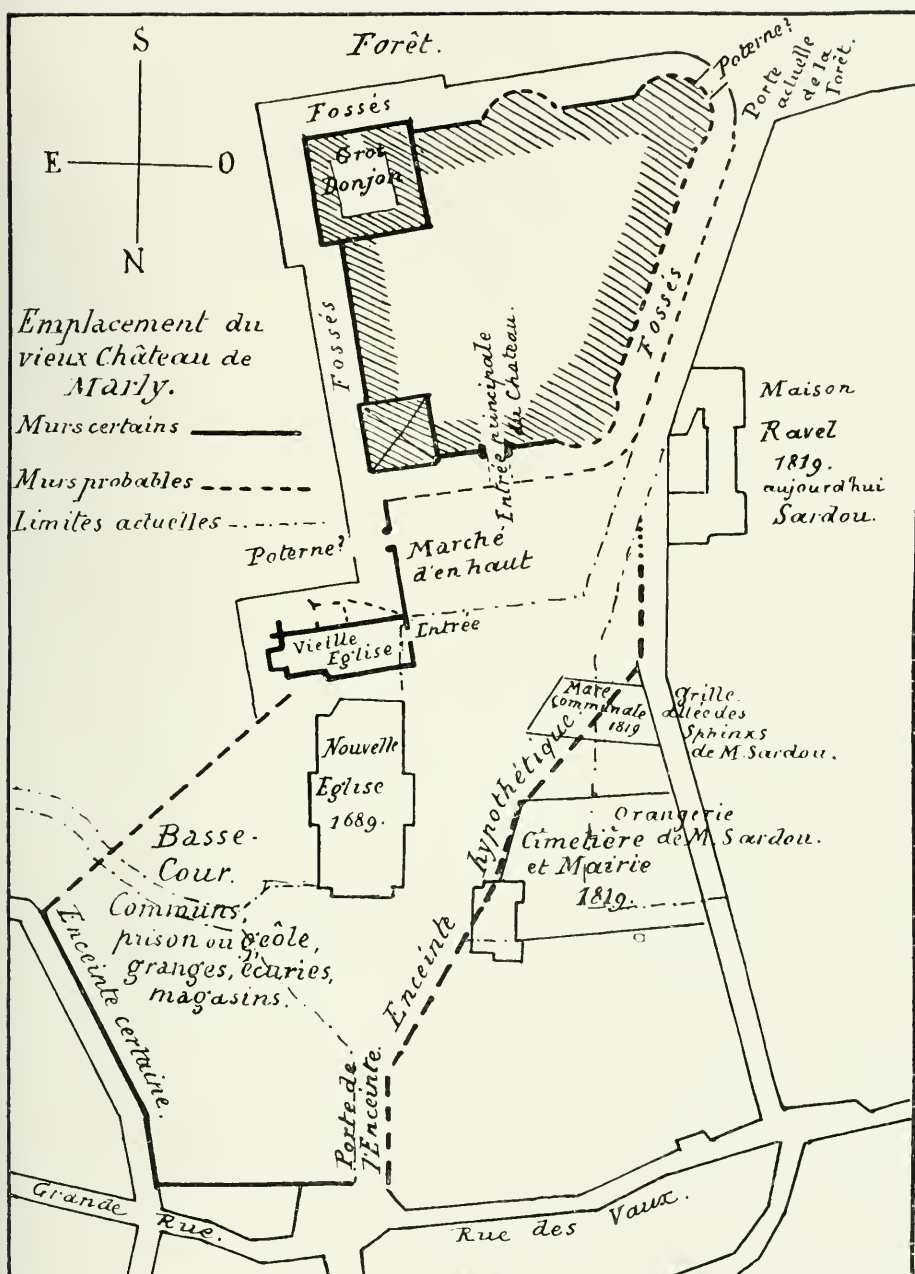 S
Forêt.
E
O
N
Poterne?
Porte
actuelle
de la
forêt.
Fossés
Gros
Donjon
Fossés
Fossés
Emplacement du
vieux Château de
Marly.
Murs certains
Murs probables
Limites actuelles
Entrée principale
du Chateau.
Maison
Ravel
1819.
aujourd'hui
Sardou.
Poterne?
Marché
d'en haut
Vieille
Eglise
Entrée
Mare
communale
1819
Grille.
allée des
Sphinxs
de M. Sardou.
Nouvelle
Eglise
1689.
Orangerie
de M. Sardou.
Cimetière
et Mairie
1819.
Basse-
Cour.
Communs,
prison ou geôle,
granges, écuries,
magasins.
Enceinte certaine.
Enceinte hypothétique.
Porte de
l'Enceinte.
Grande Rue.
Rue des Vaux.